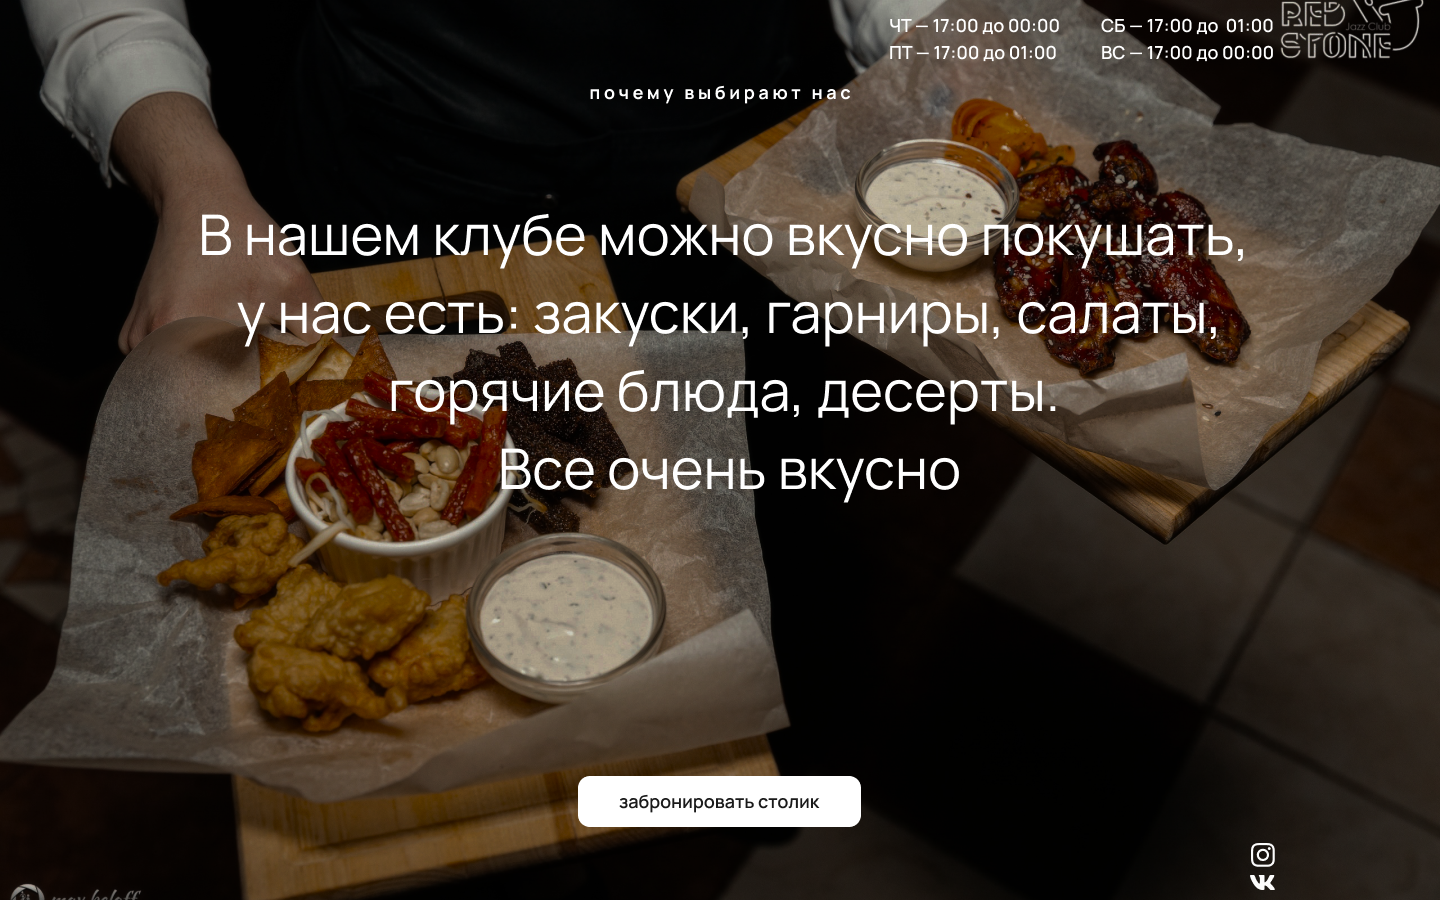 ЧТ — 17:00 до 00:00
СБ — 17:00 до 01:00
ПТ — 17:00 до 01:00
ВС — 17:00 до 00:00
RED
Jazz Club
STONE
почему выбирают нас
В нашем клубе можно вкусно покушать,
у нас есть: закуски, гарниры, салаты,
горячие блюда, десерты.
Все очень вкусно
забронировать столик